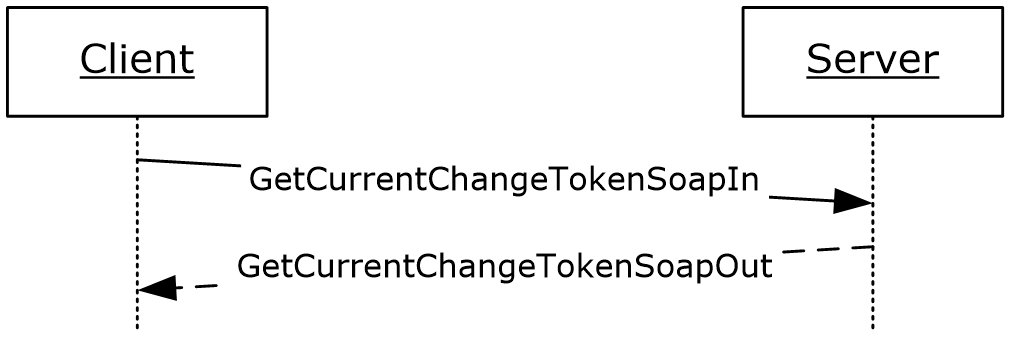 Client
Server
GetCurrentChangeTokenSoapIn
GetCurrentChangeTokenSoapOut